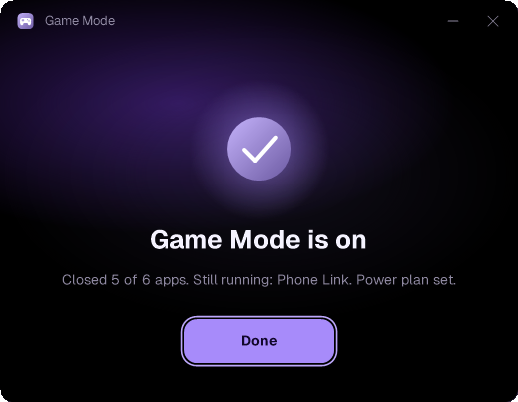 Game Mode
Game Mode is on
Closed 5 of 6 apps. Still running: Phone Link. Power plan set.
Done